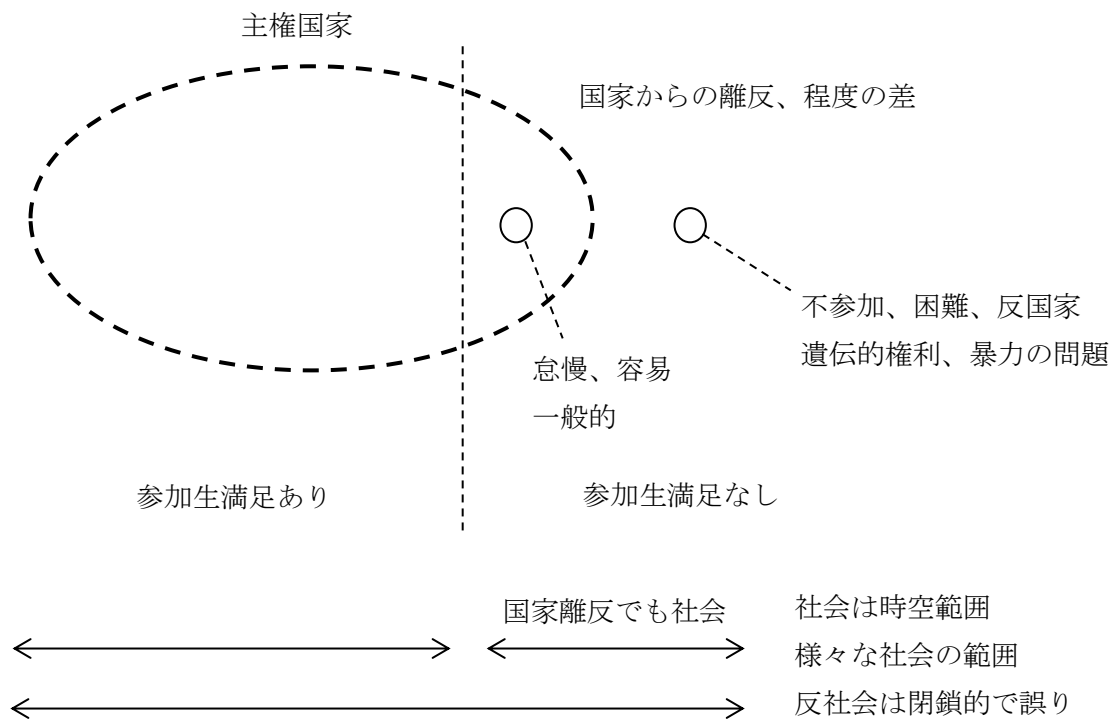 主権国家
国家からの離反、程度の差
不参加、困難、反国家
遺伝的権利、暴力の問題
怠慢、容易
一般的
参加生満足あり
参加生満足なし
国家離反でも社会
社会は時空範囲
様々な社会の範囲
反社会は閉鎖的で誤り